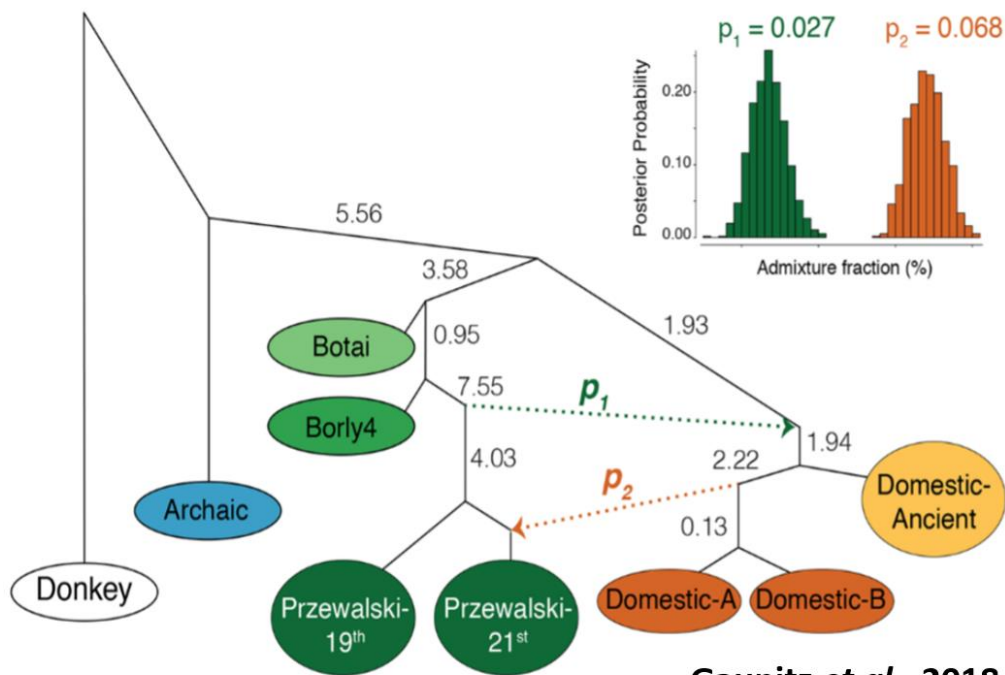 p1 = 0.027
p2 = 0.068
Posterior Probability
0.20
0.10
0.00
Admixture fraction (%)
5.56
3.58
Botai
0.95
1.93
7.55
p1
Borly4
4.03
2.22
1.94
p2
Archaic
Domestic-
Ancient
0.13
Donkey
Przewalski-
19th
Przewalski-
21st
Domestic-A
Domestic-B